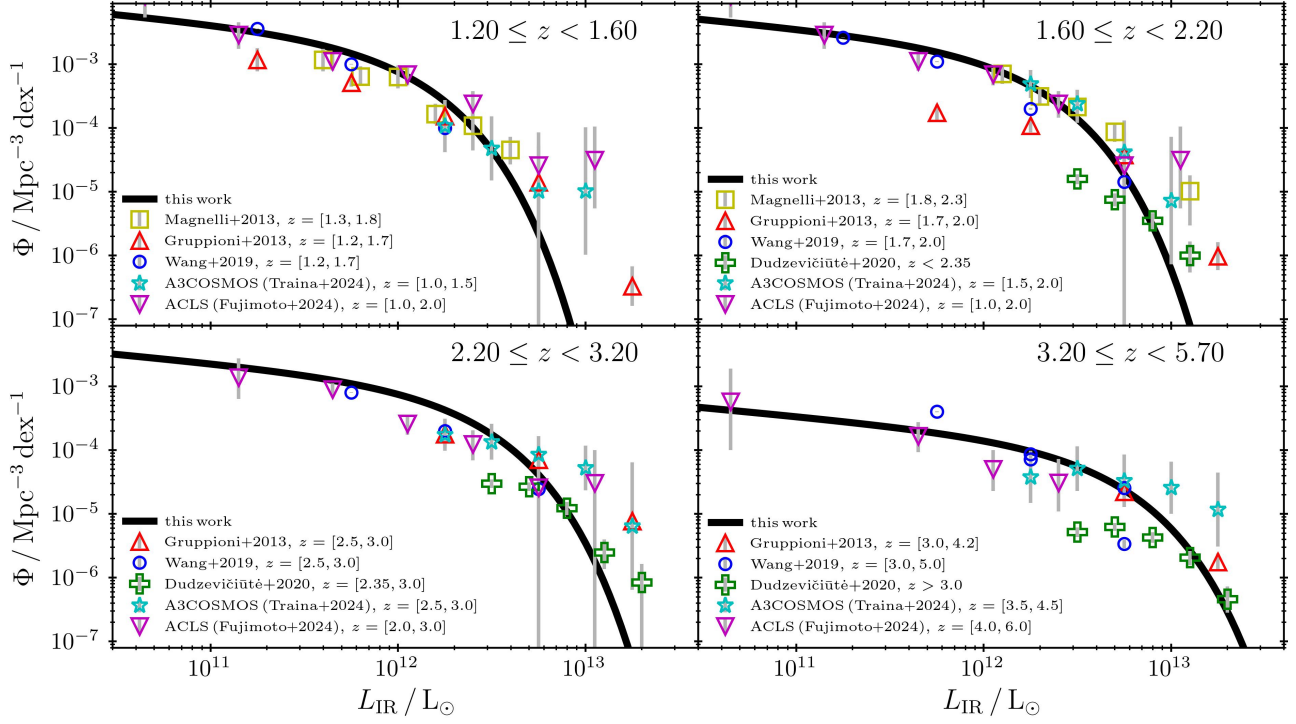 1.20 ≤ z < 1.60
Φ / Mpc⁻³ dex⁻¹
10⁻³
10⁻⁴
10⁻⁵
10⁻⁶
10⁻⁷
this work
Magnelli+2013, z = [1.3, 1.8]
Gruppioni+2013, z = [1.2, 1.7]
Wang+2019, z = [1.2, 1.7]
A3COSMOS (Traina+2024), z = [1.0, 1.5]
ACLS (Fujimoto+2024), z = [1.0, 2.0]
1.60 ≤ z < 2.20
this work
Magnelli+2013, z = [1.8, 2.3]
Gruppioni+2013, z = [1.7, 2.0]
Wang+2019, z = [1.7, 2.0]
Dudzevičiūtė+2020, z < 2.35
A3COSMOS (Traina+2024), z = [1.5, 2.0]
ACLS (Fujimoto+2024), z = [1.0, 2.0]
2.20 ≤ z < 3.20
Φ / Mpc⁻³ dex⁻¹
10⁻³
10⁻⁴
10⁻⁵
10⁻⁶
10⁻⁷
this work
Gruppioni+2013, z = [2.5, 3.0]
Wang+2019, z = [2.5, 3.0]
Dudzevičiūtė+2020, z = [2.35, 3.0]
A3COSMOS (Traina+2024), z = [2.5, 3.0]
ACLS (Fujimoto+2024), z = [2.0, 3.0]
10¹¹ 10¹² 10¹³
L_IR / L_⊙
3.20 ≤ z < 5.70
this work
Gruppioni+2013, z = [3.0, 4.2]
Wang+2019, z = [3.0, 5.0]
Dudzevičiūtė+2020, z > 3.0
A3COSMOS (Traina+2024), z = [3.5, 4.5]
ACLS (Fujimoto+2024), z = [4.0, 6.0]
10¹¹ 10¹² 10¹³
L_IR / L_⊙